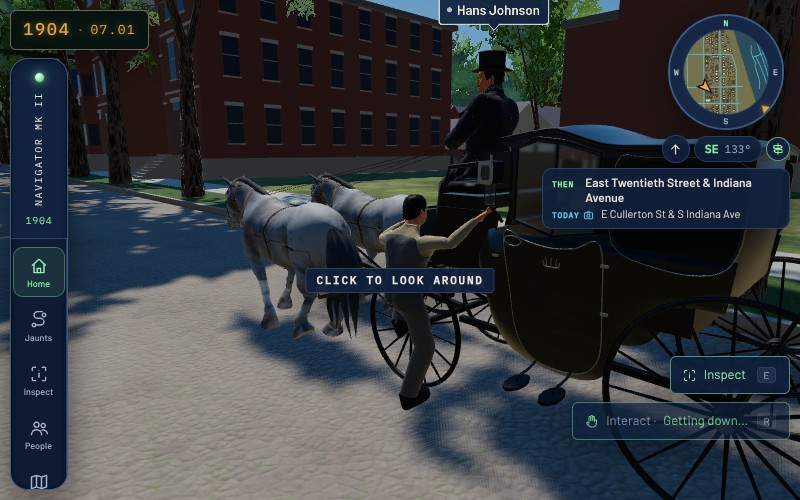 Hans Johnson
1904 · 07.01
NAVIGATOR MK II
1904
Home
Jaunts
Inspect
People
N
W
E
S
SE 133°
THEN East Twentieth Street & Indiana
Avenue
TODAY E Cullerton St & S Indiana Ave
CLICK TO LOOK AROUND
Inspect E
Interact · Getting down... R